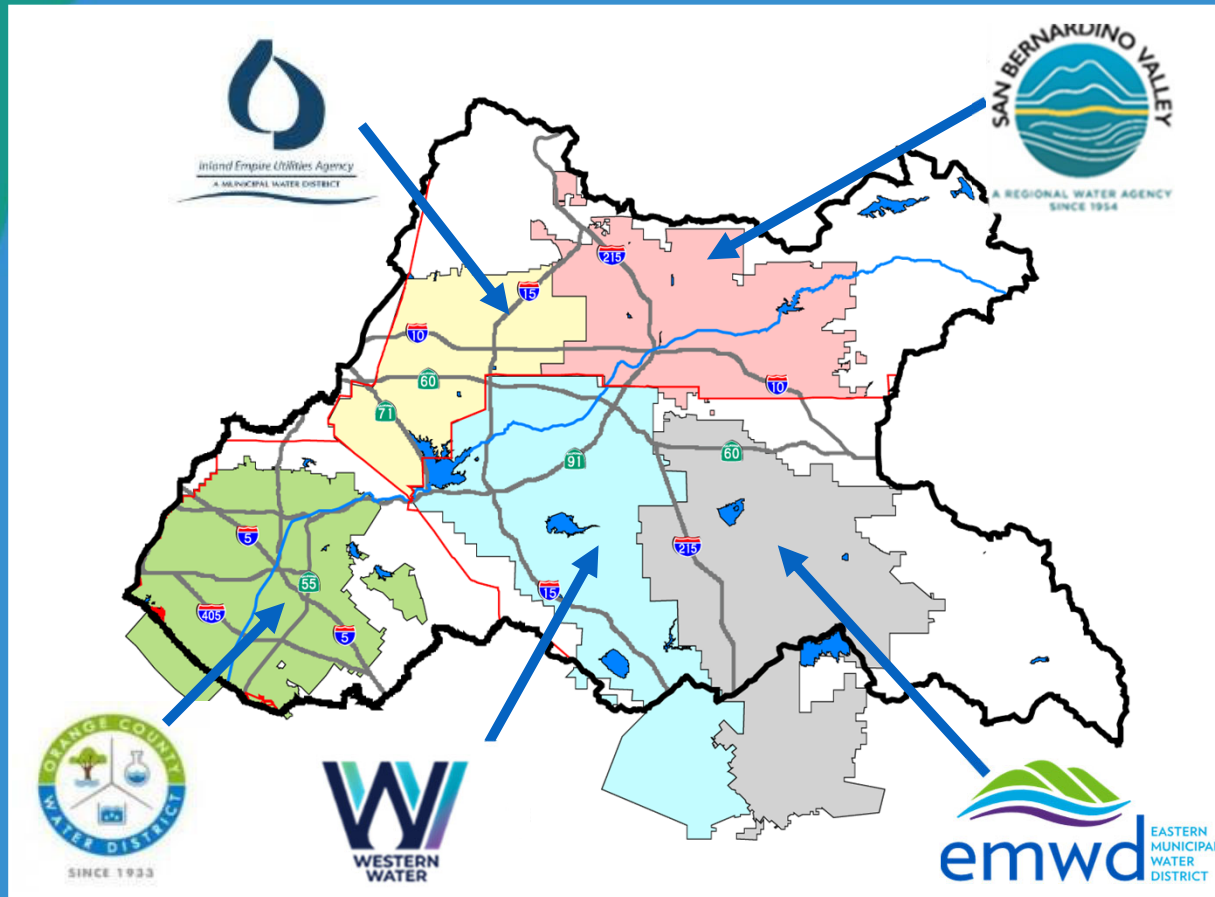 Inland Empire Utilities Agency
A MUNICIPAL WATER DISTRICT
SAN BERNARDINO VALLEY
A REGIONAL WATER AGENCY
SINCE 1954
215
15
10
60
10
71
91
60
5
55
215
15
405
5
ORANGE COUNTY
WATER DISTRICT
SINCE 1933
W
WESTERN
WATER
emwd
EASTERN
MUNICIPAL
WATER
DISTRICT